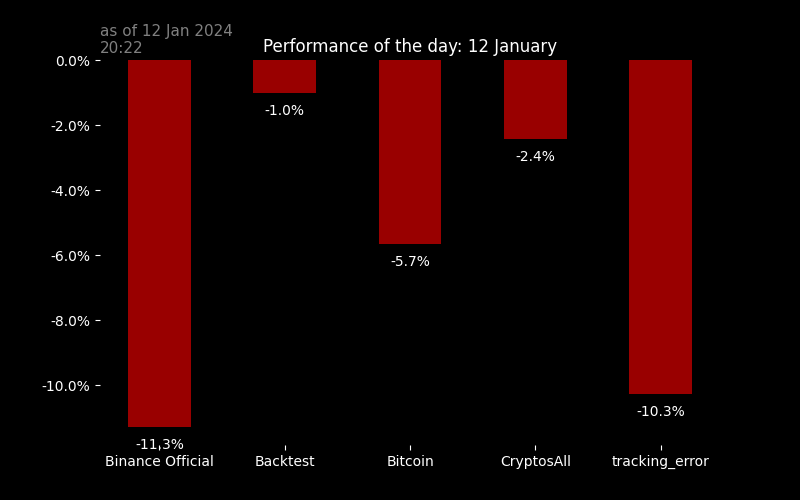 as of 12 Jan 2024
20:22
Performance of the day: 12 January
0.0%
-2.0%
-4.0%
-6.0%
-8.0%
-10.0%
-11.3%
-1.0%
-5.7%
-2.4%
-10.3%
Binance Official
Backtest
Bitcoin
CryptosAll
tracking_error